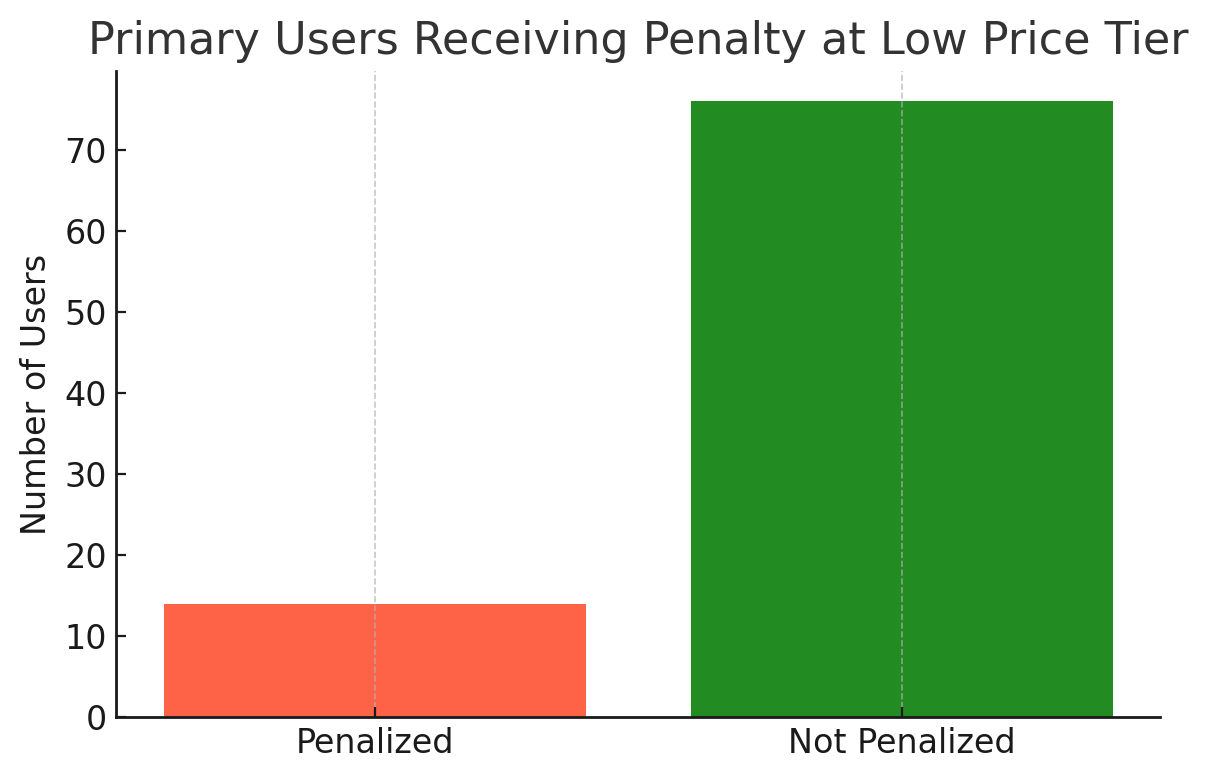 Primary Users Receiving Penalty at Low Price Tier
Number of Users
70
60
50
40
30
20
10
0
Penalized
Not Penalized